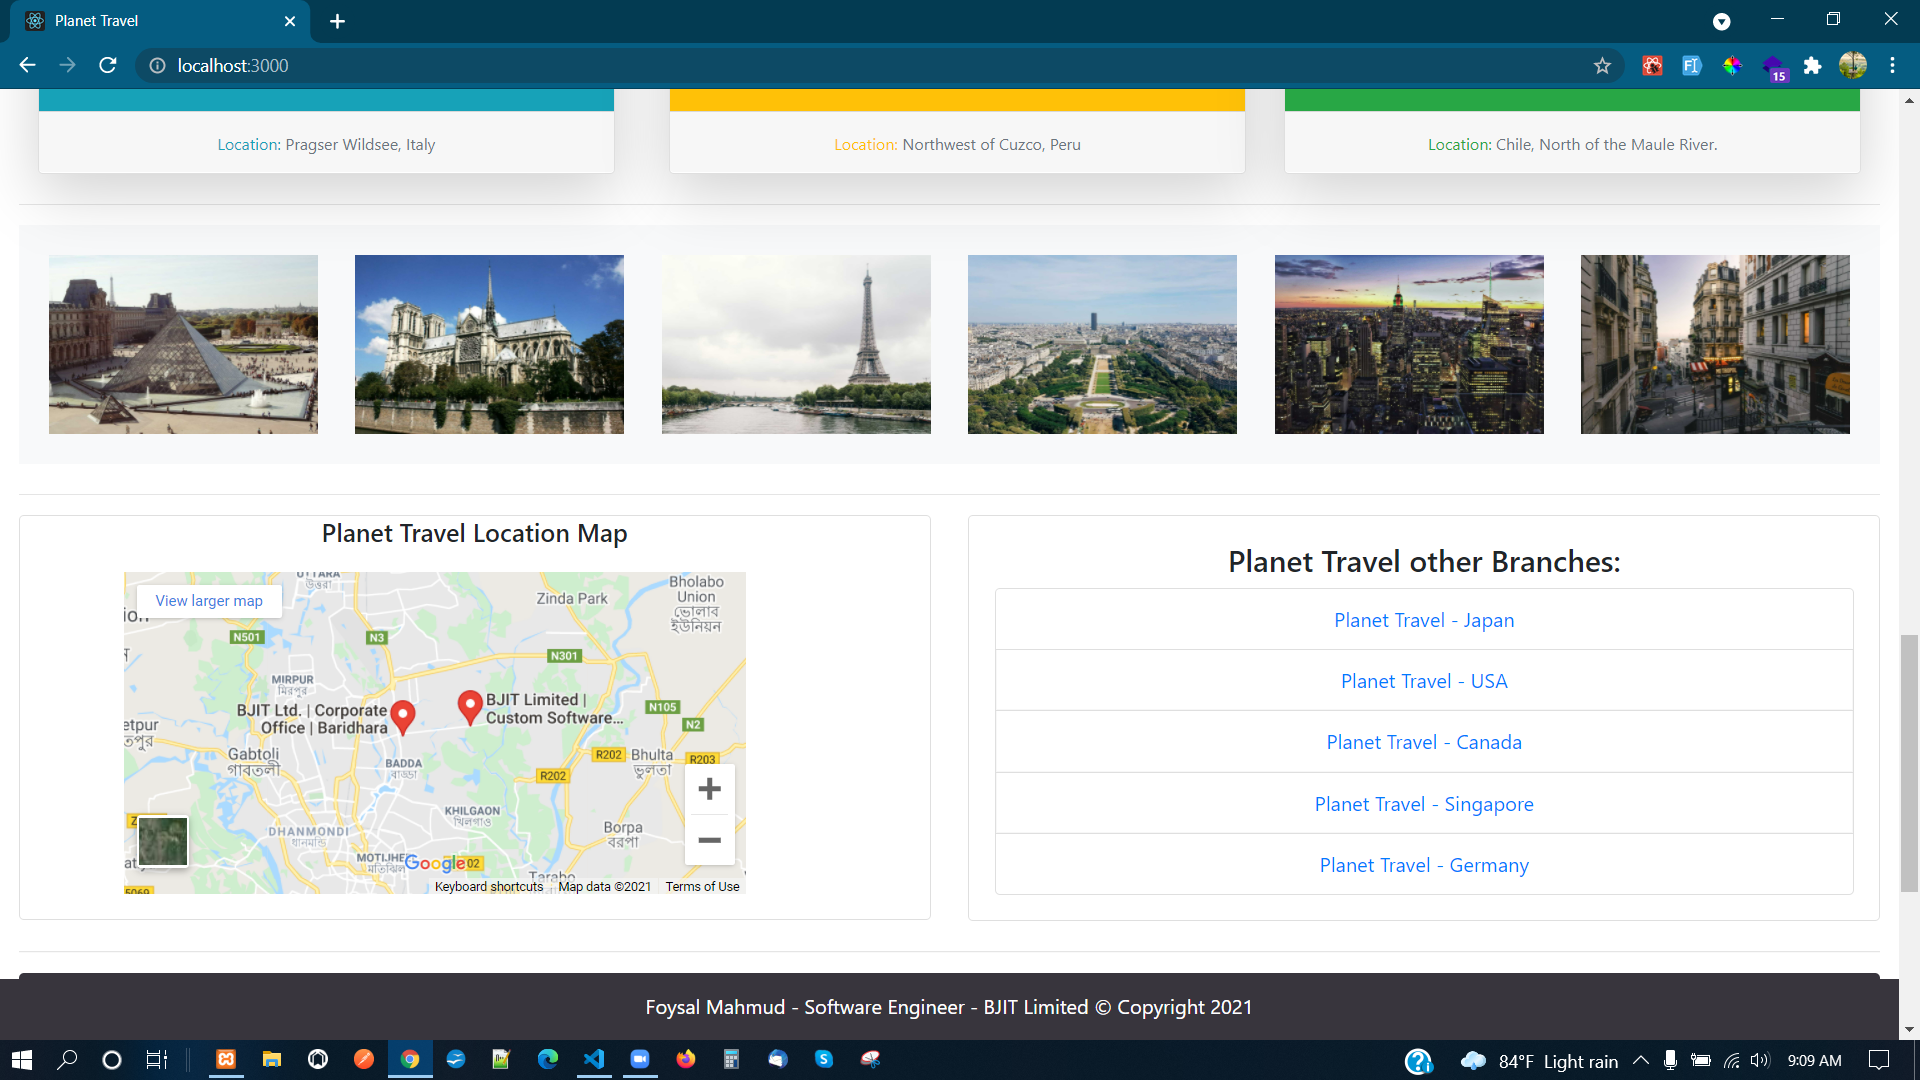 Planet Travel
localhost:3000
15
Location: Pragser Wildsee, Italy
Location: Northwest of Cuzco, Peru
Location: Chile, North of the Maule River.
Planet Travel Location Map
View larger map
UTTARA
উত্তরা
Zinda Park
Bholabo
Union
ভোলাব
ইউনিয়ন
N501
N3
N301
MIRPUR
মিরপুর
BJIT Ltd. | Corporate
Office | Baridhara
BJIT Limited |
Custom Software...
N105
N2
etpur
তপুর
Gabtoli
গাবতলী
BADDA
বাড্ডা
R202
Bhulta
ভুলতা
R203
R202
KHILGAON
খিলগাঁও
DHANMONDI
ধানমন্ডি
Borpa
বরপা
MOTIJHEE
মতিঝিল
Google
02
Tarabo
5069
Keyboard shortcuts
Map data ©2021
Terms of Use
Planet Travel other Branches:
Planet Travel - Japan
Planet Travel - USA
Planet Travel - Canada
Planet Travel - Singapore
Planet Travel - Germany
Foysal Mahmud - Software Engineer - BJIT Limited © Copyright 2021
84°F Light rain
9:09 AM